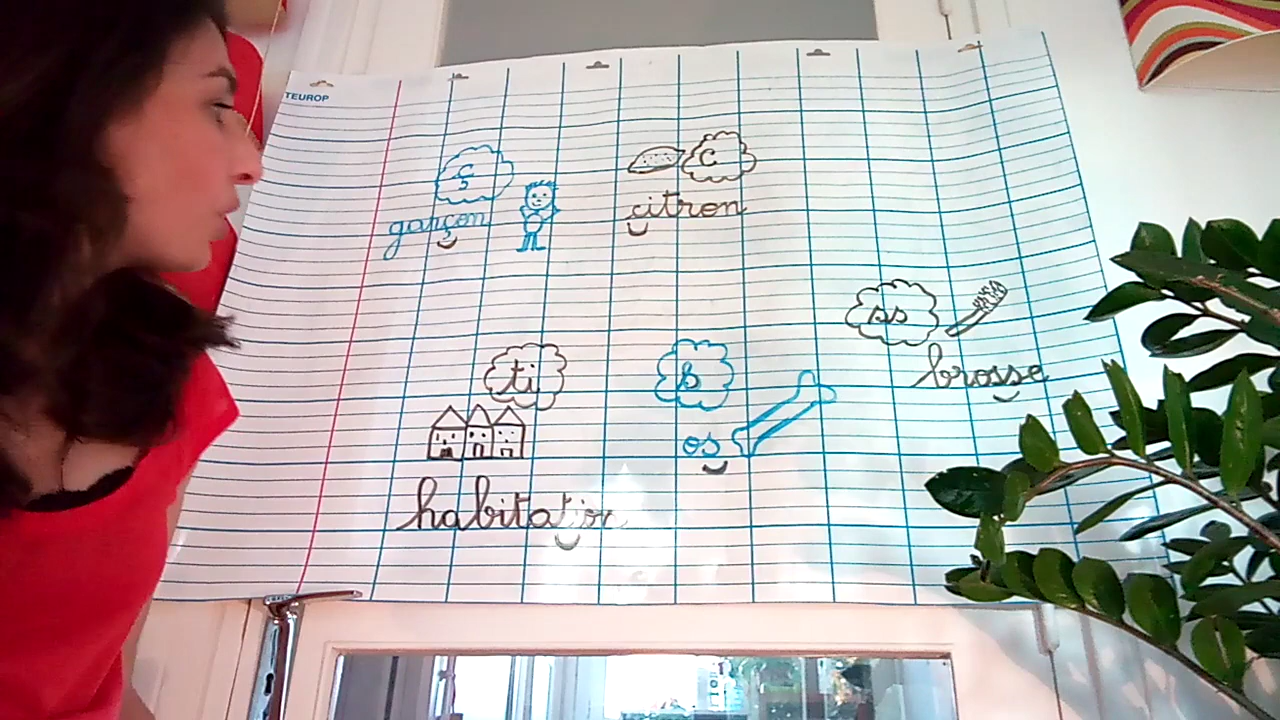 TEUROP
ç
garçon
c
citron
ss
brosse
ti
habitation
s
os